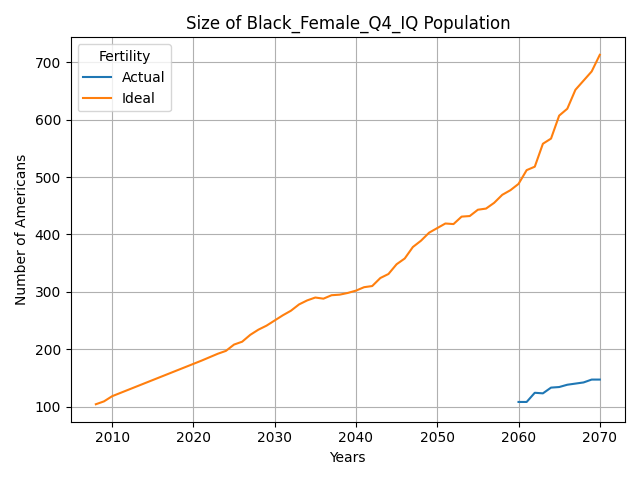 Size of Black_Female_Q4_IQ Population
Fertility
Actual
Ideal
Number of Americans
700
600
500
400
300
200
100
2010 2020 2030 2040 2050 2060 2070
Years